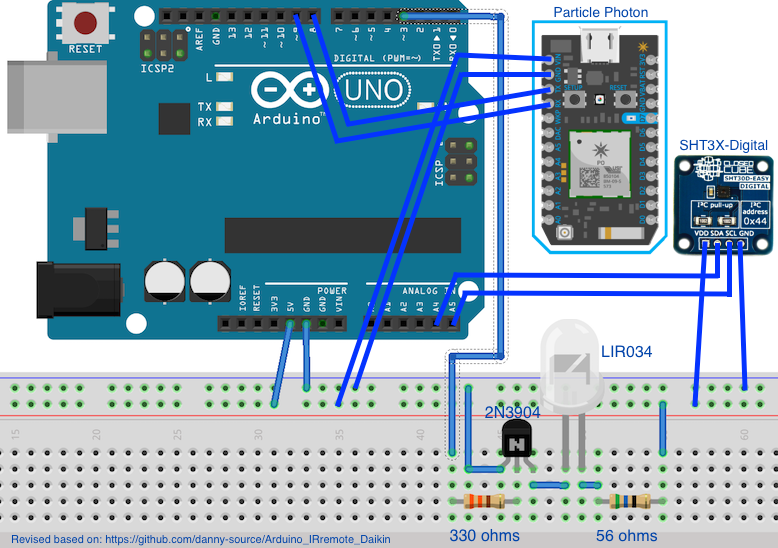 Particle Photon
RESET
ICSP2
AREF
GND
13
12
~11
~10
~9
8
7
~6
~5
4
~3
2
TX0▶1
RX0◀0
DIGITAL (PWM=~)
L
TX
RX
UNO
Arduino
ICSP
SETUP
RESET
SHT3X-Digital
CLOSED
CUBE
SHT30D-EASY
DIGITAL
I²C pull-up
I²C
address
0x44
VDD SDA SCL GND
IOREF
RESET
3V3
5V
GND
GND
VIN
POWER
ANALOG IN
A1
A2
A3
A4
A5
LIR034
2N3904
15
20
25
30
35
40
60
330 ohms
56 ohms
Revised based on: https://github.com/danny-source/Arduino_IRremote_Daikin